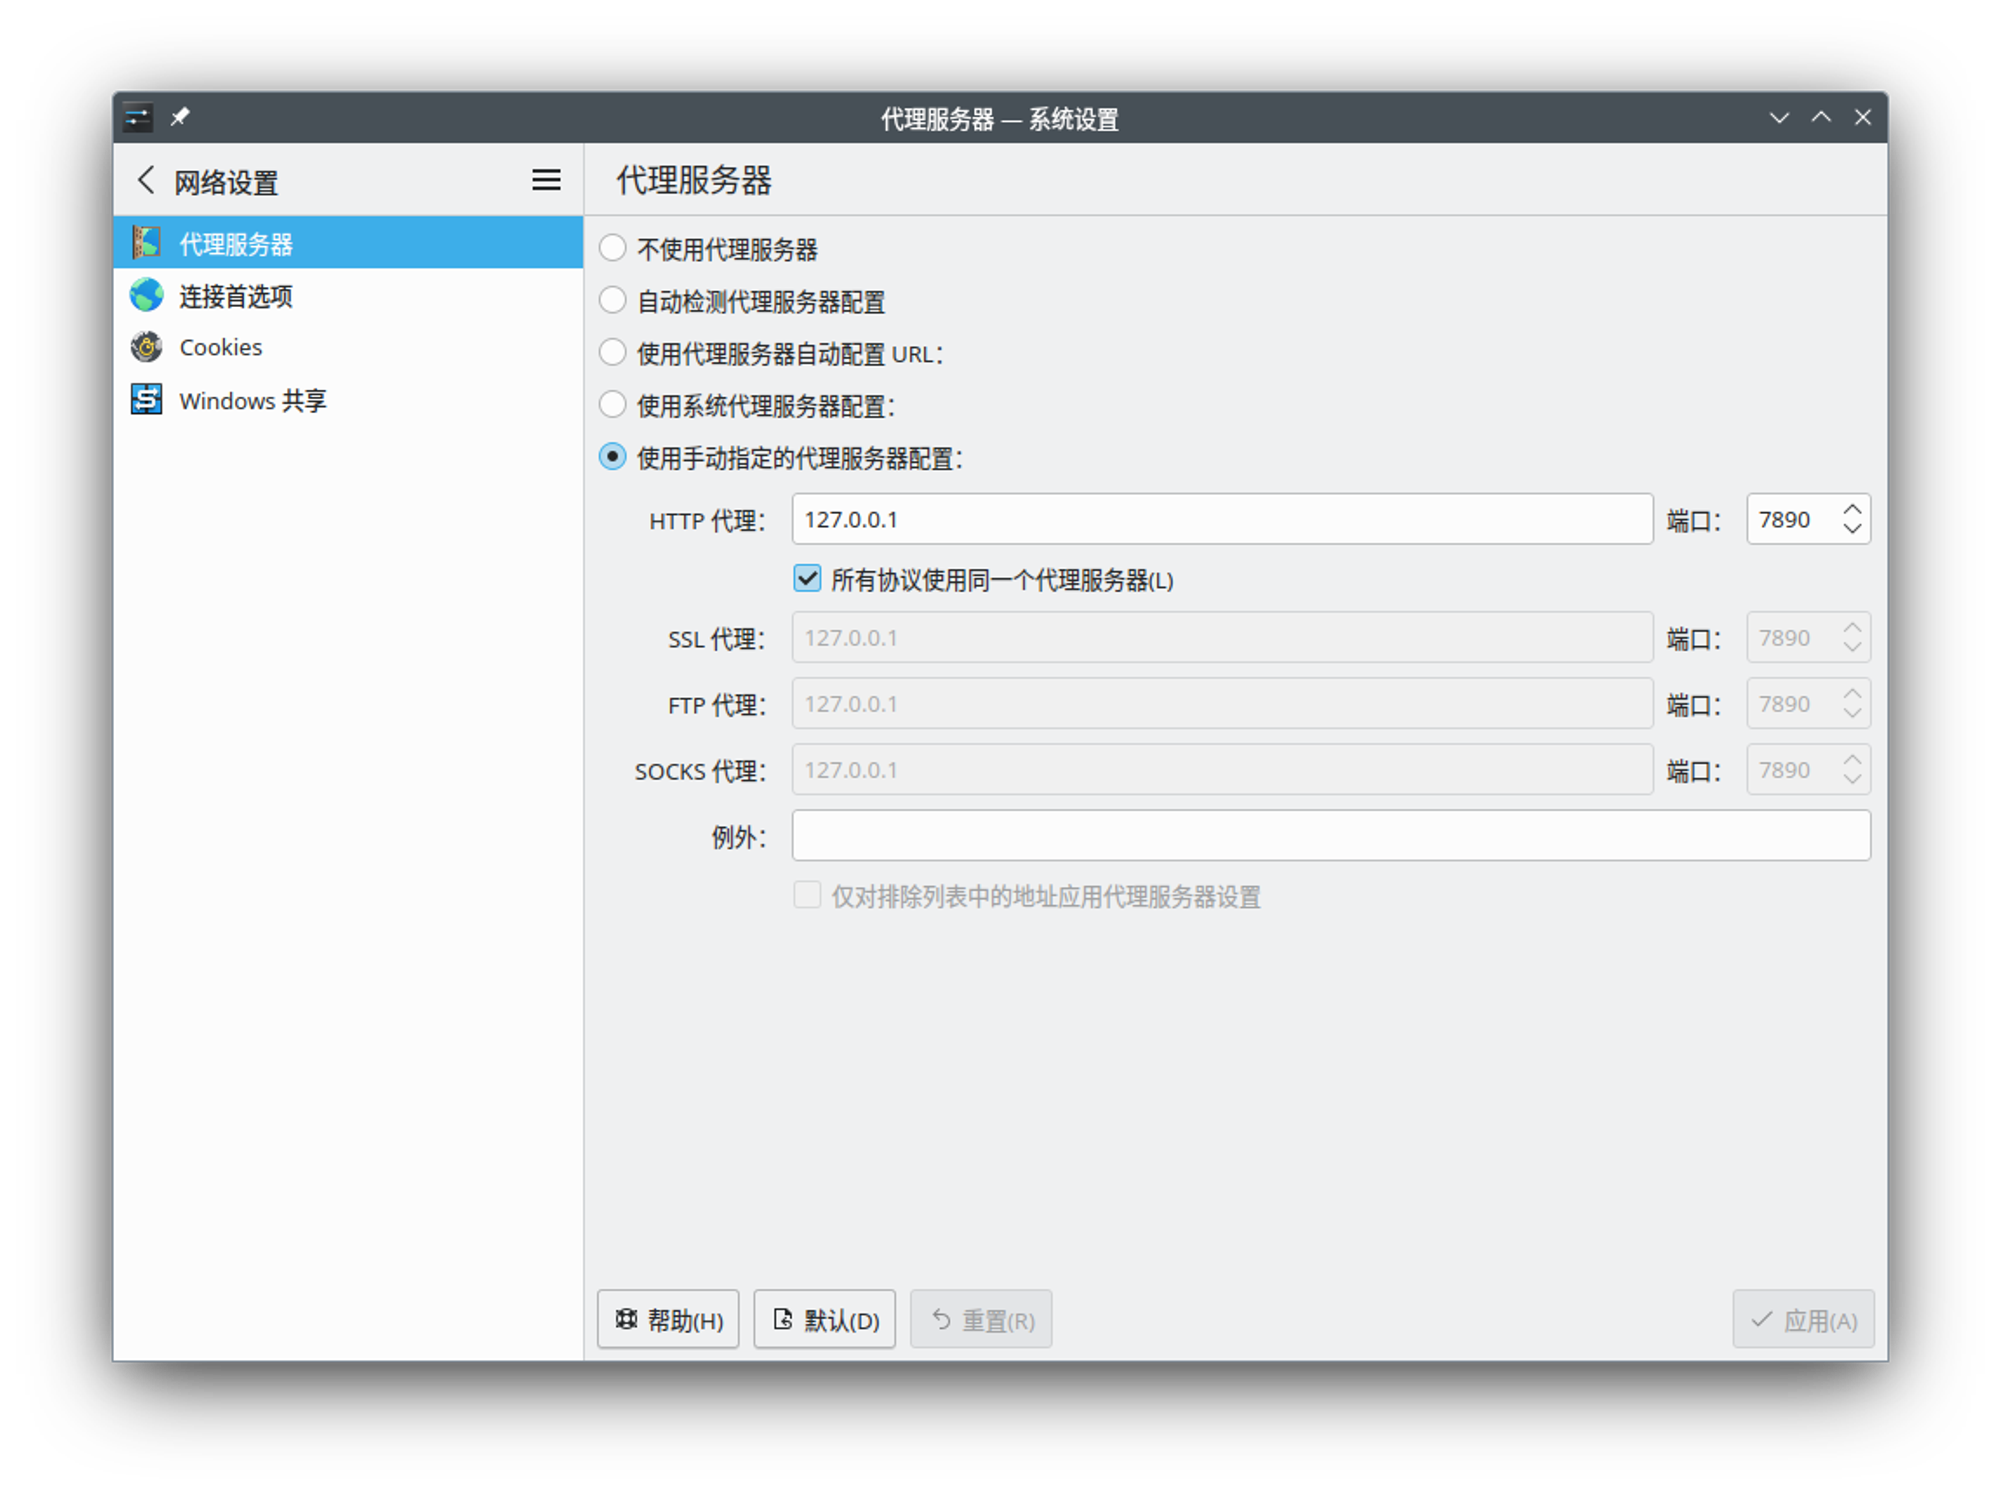 代理服务器 — 系统设置
网络设置
代理服务器
连接首选项
Cookies
Windows 共享
代理服务器
不使用代理服务器
自动检测代理服务器配置
使用代理服务器自动配置 URL：
使用系统代理服务器配置：
使用手动指定的代理服务器配置：
HTTP 代理： 127.0.0.1 端口： 7890
所有协议使用同一个代理服务器(L)
SSL 代理： 127.0.0.1 端口： 7890
FTP 代理： 127.0.0.1 端口： 7890
SOCKS 代理： 127.0.0.1 端口： 7890
例外：
仅对排除列表中的地址应用代理服务器设置
帮助(H) 默认(D) 重置(R) 应用(A)